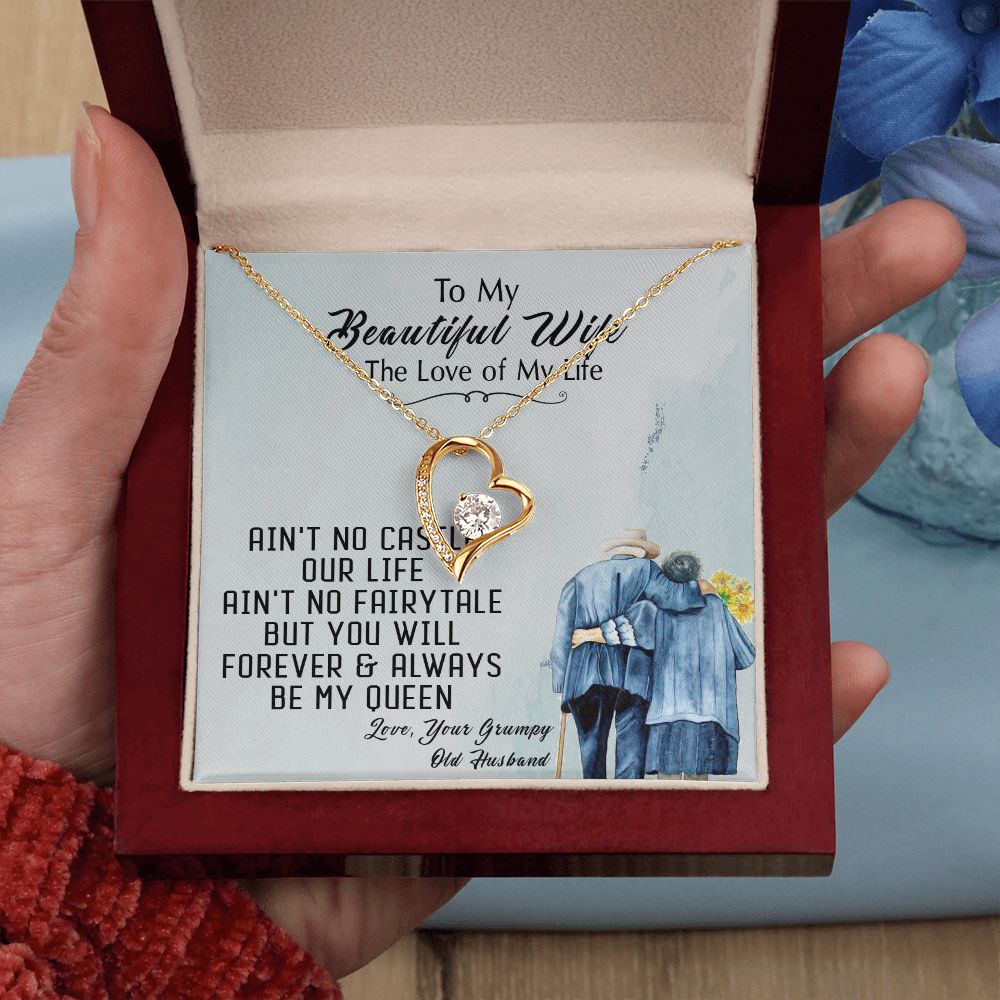 To My
Beautiful Wife
The Love of My Life
AIN'T NO CASTLE
OUR LIFE
AIN'T NO FAIRYTALE
BUT YOU WILL
FOREVER & ALWAYS
BE MY QUEEN
Love, Your Grumpy
Old Husband